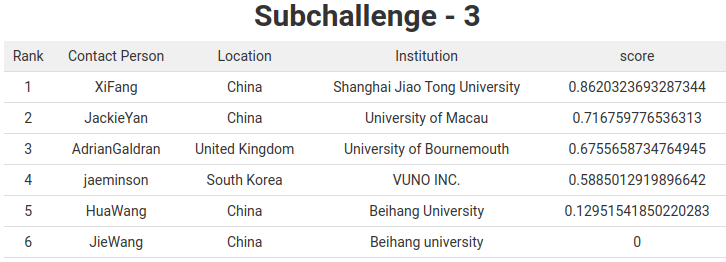 Subchallenge - 3
Rank Contact Person Location Institution score
1 XiFang China Shanghai Jiao Tong University 0.8620323693287344
2 JackieYan China University of Macau 0.716759776536313
3 AdrianGaldran United Kingdom University of Bournemouth 0.6755658734764945
4 jaeminson South Korea VUNO INC. 0.5885012919896642
5 HuaWang China Beihang University 0.12951541850220283
6 JieWang China Beihang university 0